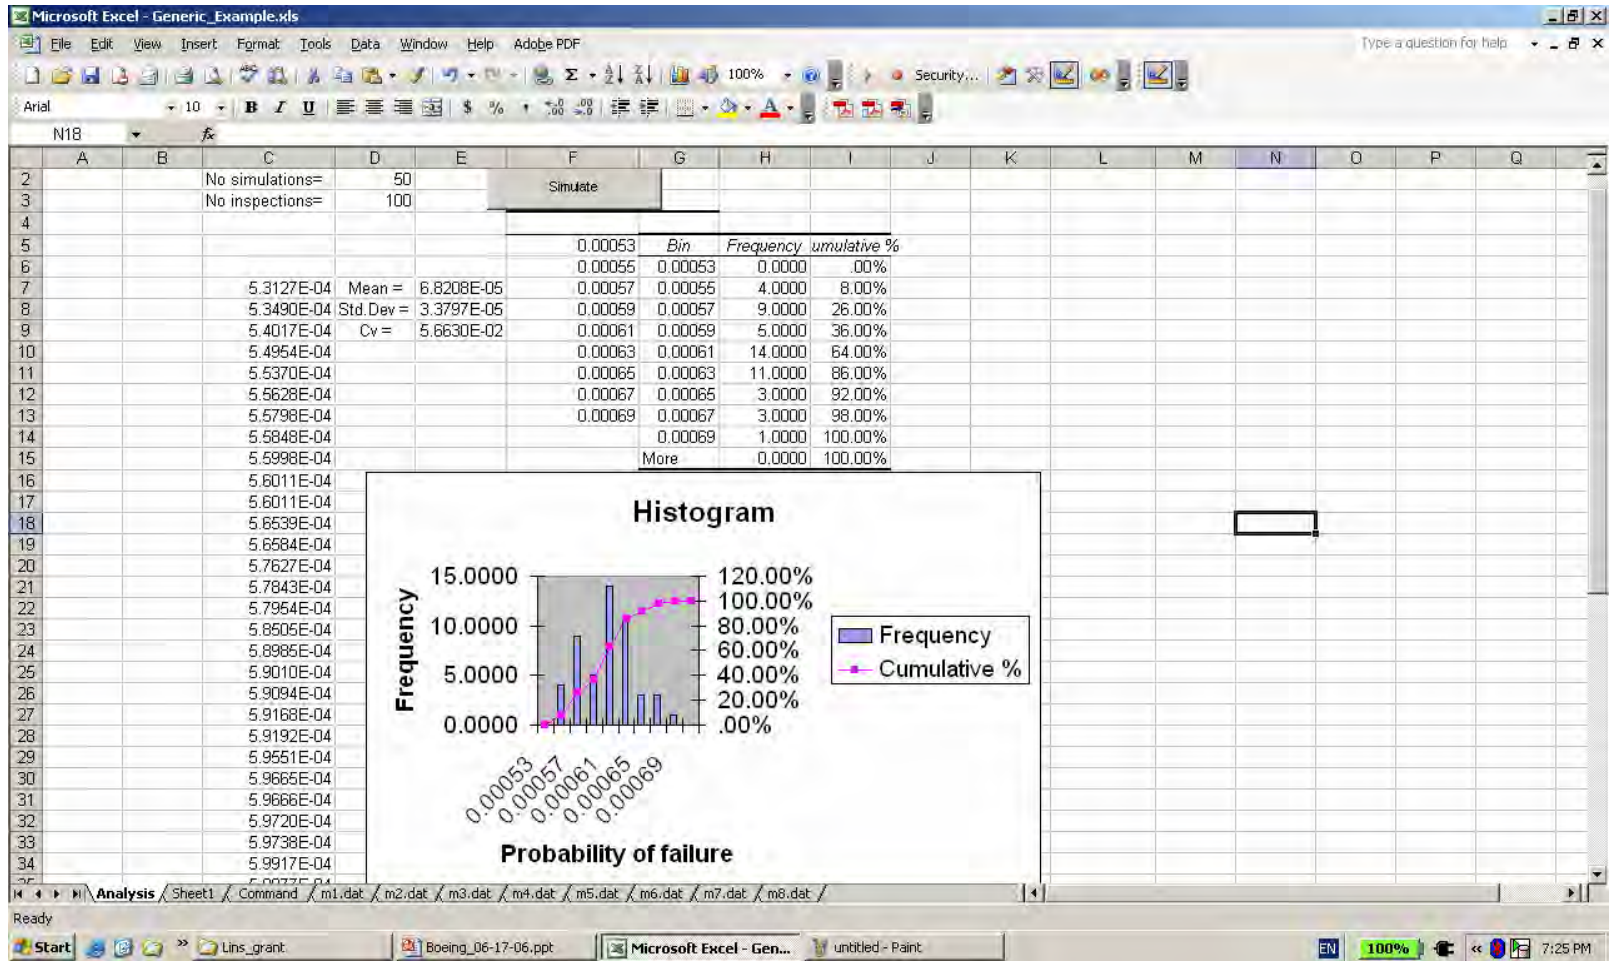 Microsoft Excel - Generic_Example.xls
File Edit View Insert Format Tools Data Window Help Adobe PDF Type a question for help
100% Security...
Arial 10 B I U $ % ,
N18 fx
A B C D E F G H I J K L M N O P Q
2 No simulations= 50 Simulate
3 No inspections= 100
4
5 0.00053 Bin Frequency umulative %
6 0.00055 0.00053 0.0000 .00%
7 5.3127E-04 Mean = 6.8208E-05 0.00057 0.00055 4.0000 8.00%
8 5.3490E-04 Std.Dev = 3.3797E-05 0.00059 0.00057 9.0000 26.00%
9 5.4017E-04 Cv = 5.6630E-02 0.00061 0.00059 5.0000 36.00%
10 5.4954E-04 0.00063 0.00061 14.0000 64.00%
11 5.5370E-04 0.00065 0.00063 11.0000 86.00%
12 5.5628E-04 0.00067 0.00065 3.0000 92.00%
13 5.5798E-04 0.00069 0.00067 3.0000 98.00%
14 5.5848E-04 0.00069 1.0000 100.00%
15 5.5998E-04 More 0.0000 100.00%
16 5.6011E-04
17 5.6011E-04
18 5.6539E-04
19 5.6584E-04
20 5.7627E-04
21 5.7843E-04
22 5.7954E-04
23 5.8505E-04
24 5.8985E-04
25 5.9010E-04
26 5.9094E-04
27 5.9168E-04
28 5.9192E-04
29 5.9551E-04
30 5.9665E-04
31 5.9666E-04
32 5.9720E-04
33 5.9738E-04
34 5.9917E-04
Histogram
15.0000 120.00%
100.00%
10.0000 80.00%
60.00%
5.0000 40.00%
20.00%
0.0000 .00%
Frequency
Frequency
Cumulative %
0.00053 0.00057 0.00061 0.00065 0.00069
Probability of failure
Analysis Sheet1 Command m1.dat m2.dat m3.dat m4.dat m5.dat m6.dat m7.dat m8.dat
Ready
Start Lins_grant Boeing_06-17-06.ppt Microsoft Excel - Gen... untitled - Paint EN 100% 7:25 PM